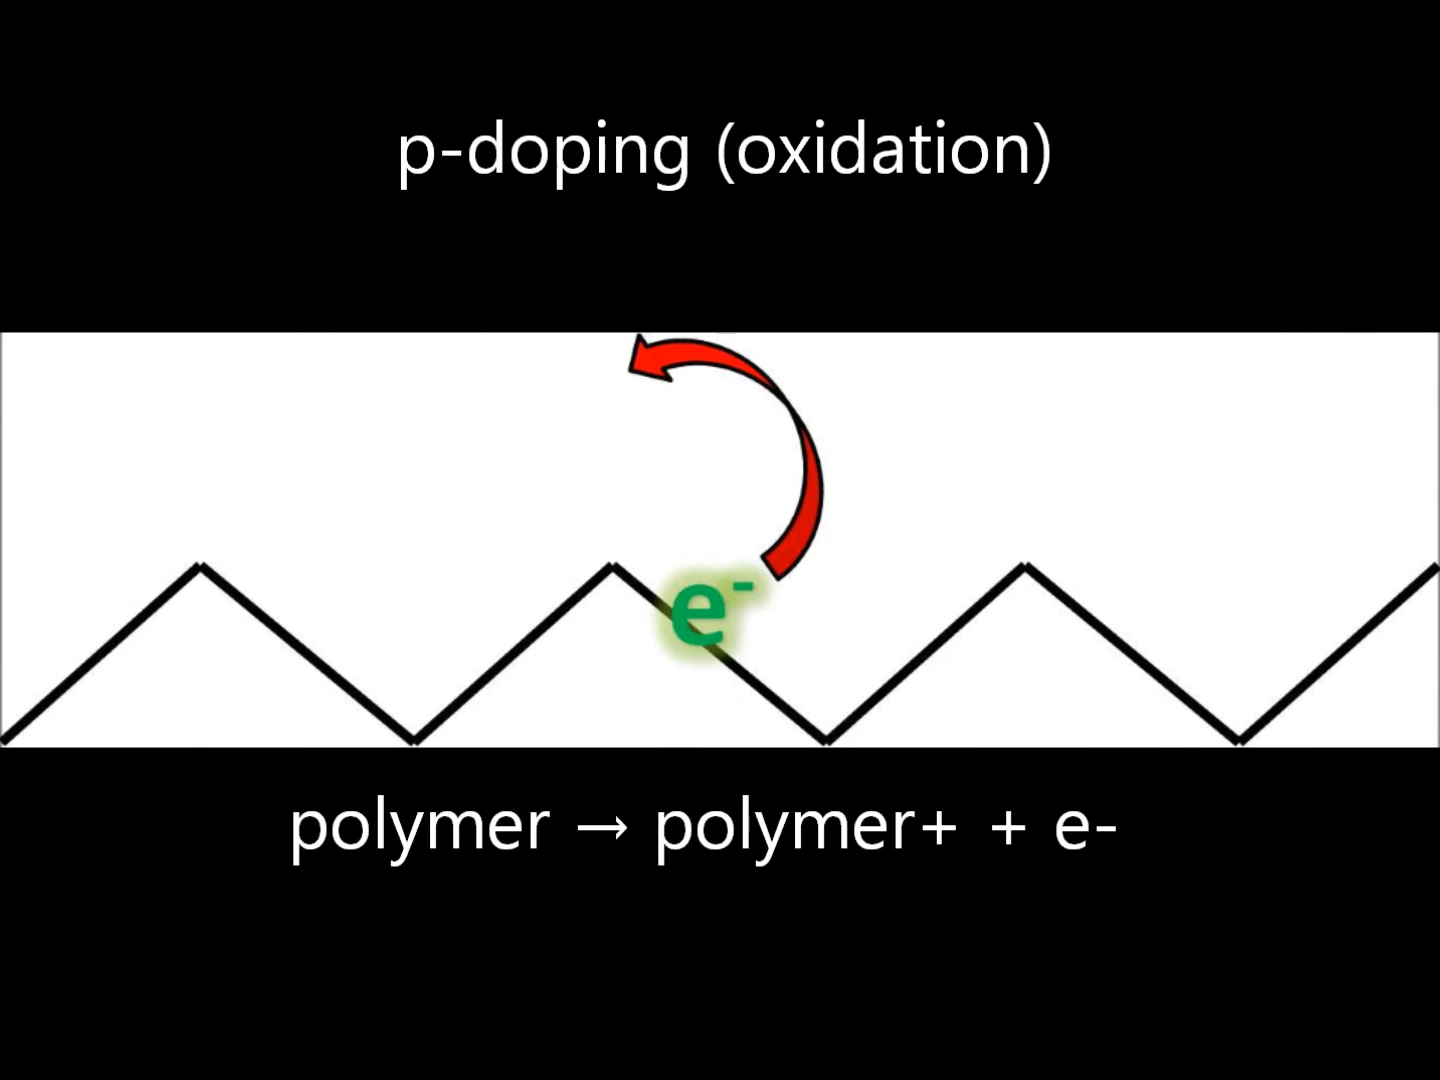 p-doping (oxidation)
e-
polymer → polymer+ + e-